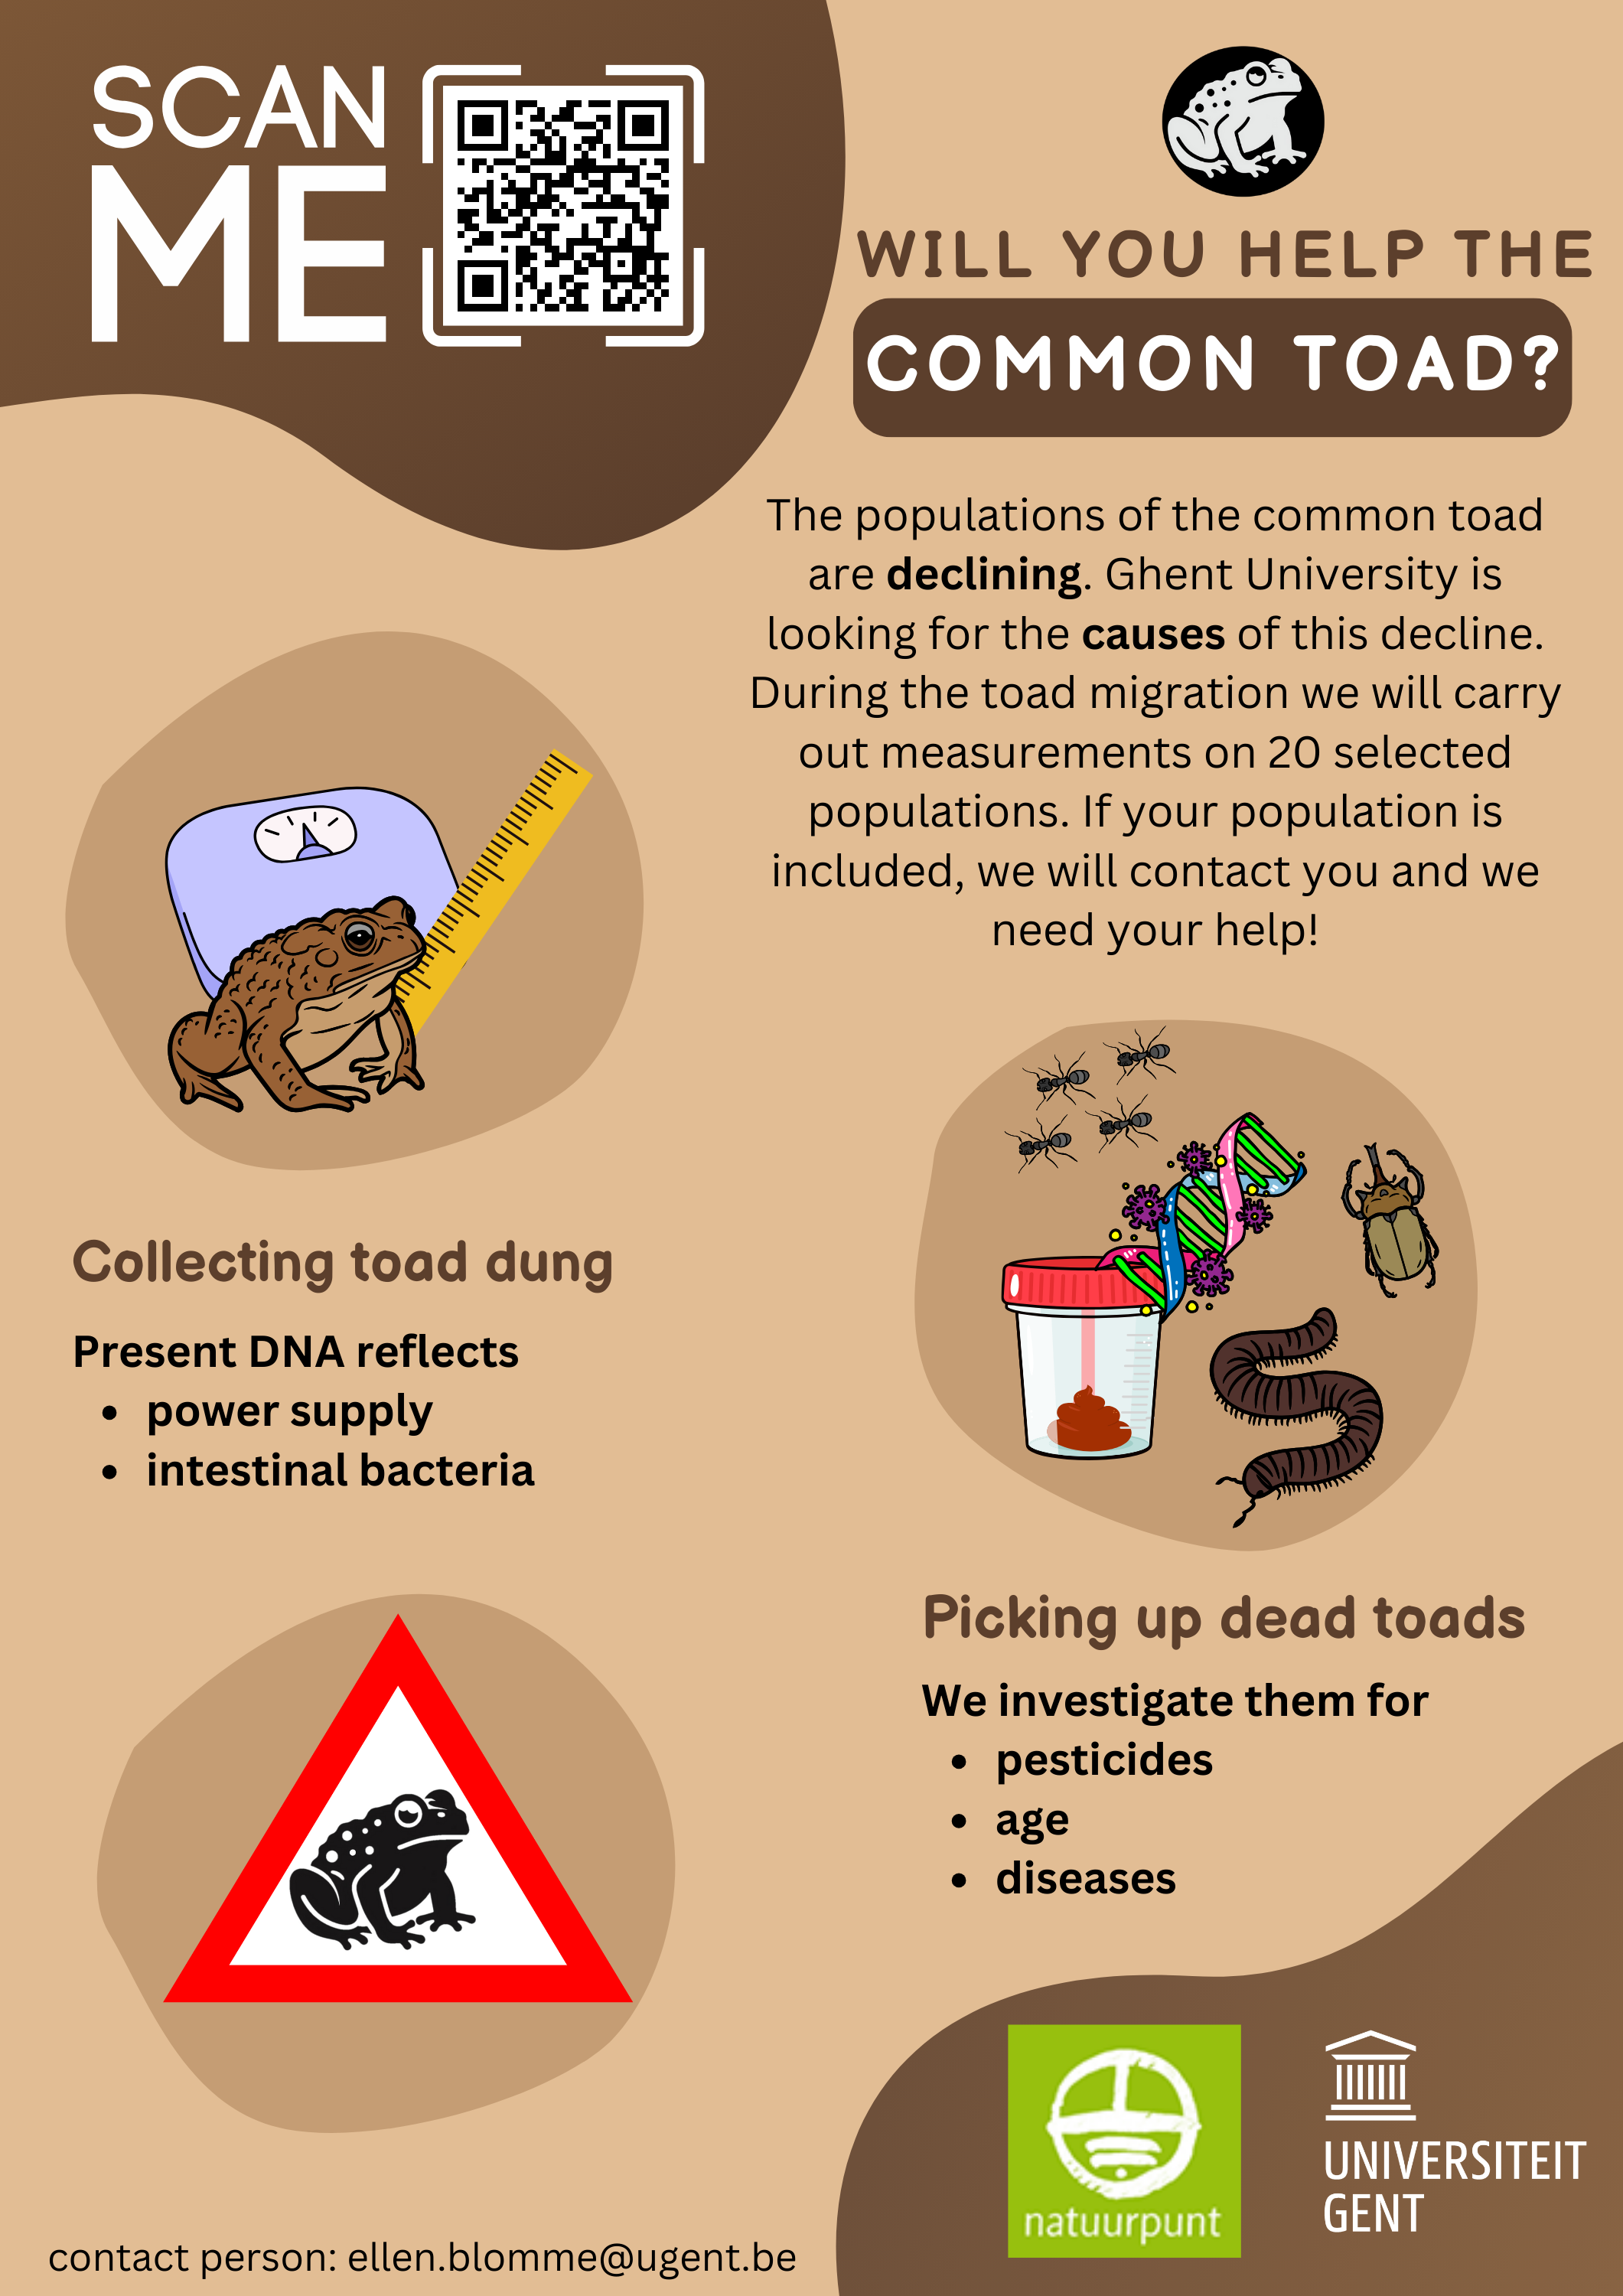 SCAN
ME
WILL YOU HELP THE
COMMON TOAD?
The populations of the common toad
are declining. Ghent University is
looking for the causes of this decline.
During the toad migration we will carry
out measurements on 20 selected
populations. If your population is
included, we will contact you and we
need your help!
Collecting toad dung
Present DNA reflects
• power supply
• intestinal bacteria
Picking up dead toads
We investigate them for
• pesticides
• age
• diseases
natuurpunt
UNIVERSITEIT
GENT
contact person: ellen.blomme@ugent.be